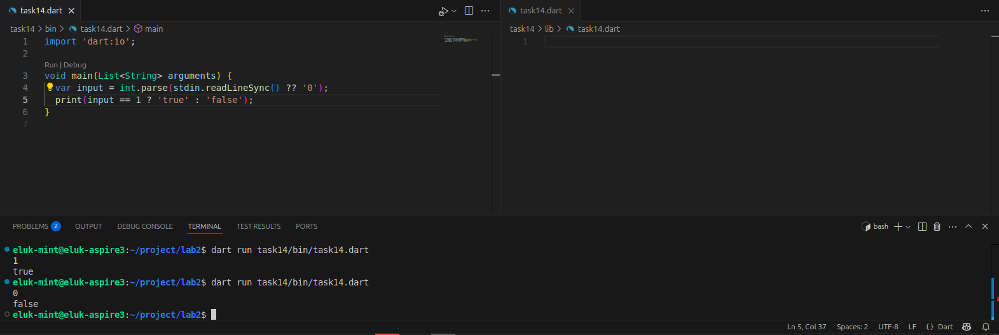 task14.dart
task14 > bin > task14.dart > main
1 import 'dart:io';
2
Run | Debug
3 void main(List<String> arguments) {
4 var input = int.parse(stdin.readLineSync() ?? '0');
5 print(input == 1 ? 'true' : 'false');
6 }
7
task14.dart
task14 > lib > task14.dart
1
PROBLEMS 2 OUTPUT DEBUG CONSOLE TERMINAL TEST RESULTS PORTS
bash
eluk-mint@eluk-aspire3:~/project/lab2$ dart run task14/bin/task14.dart
1
true
eluk-mint@eluk-aspire3:~/project/lab2$ dart run task14/bin/task14.dart
0
false
eluk-mint@eluk-aspire3:~/project/lab2$
Ln 5, Col 37 Spaces: 2 UTF-8 LF {} Dart